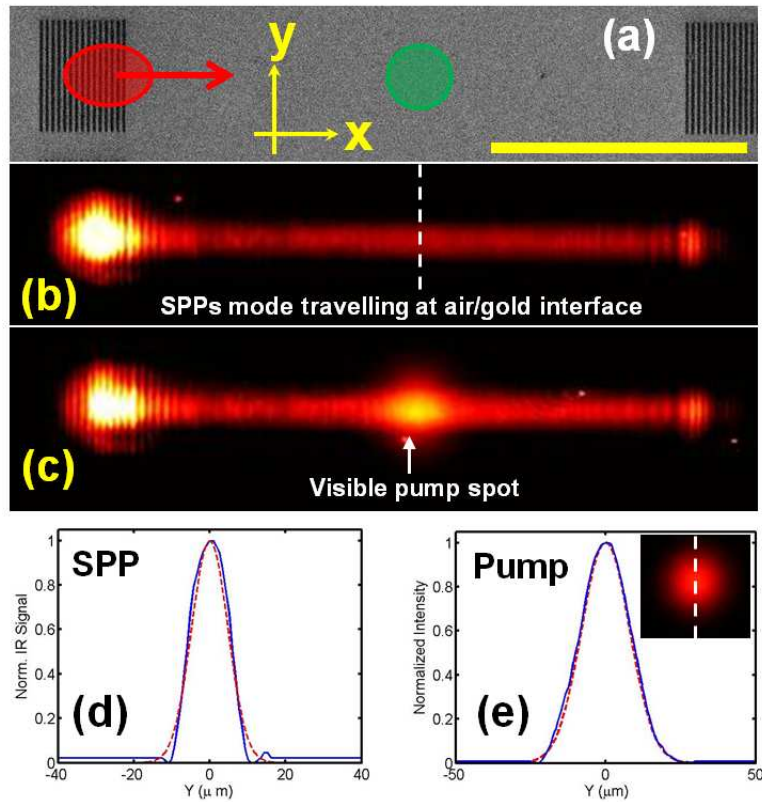 (a)
y
x
(b)
SPPs mode travelling at air/gold interface
(c)
Visible pump spot
SPP
(d)
Norm. IR Signal
1
0.8
0.6
0.4
0.2
0
-40 -20 0 20 40
Y (μ m)
Pump
(e)
Normalized Intensity
1
0.8
0.6
0.4
0.2
0
-50 0 50
Y (μm)